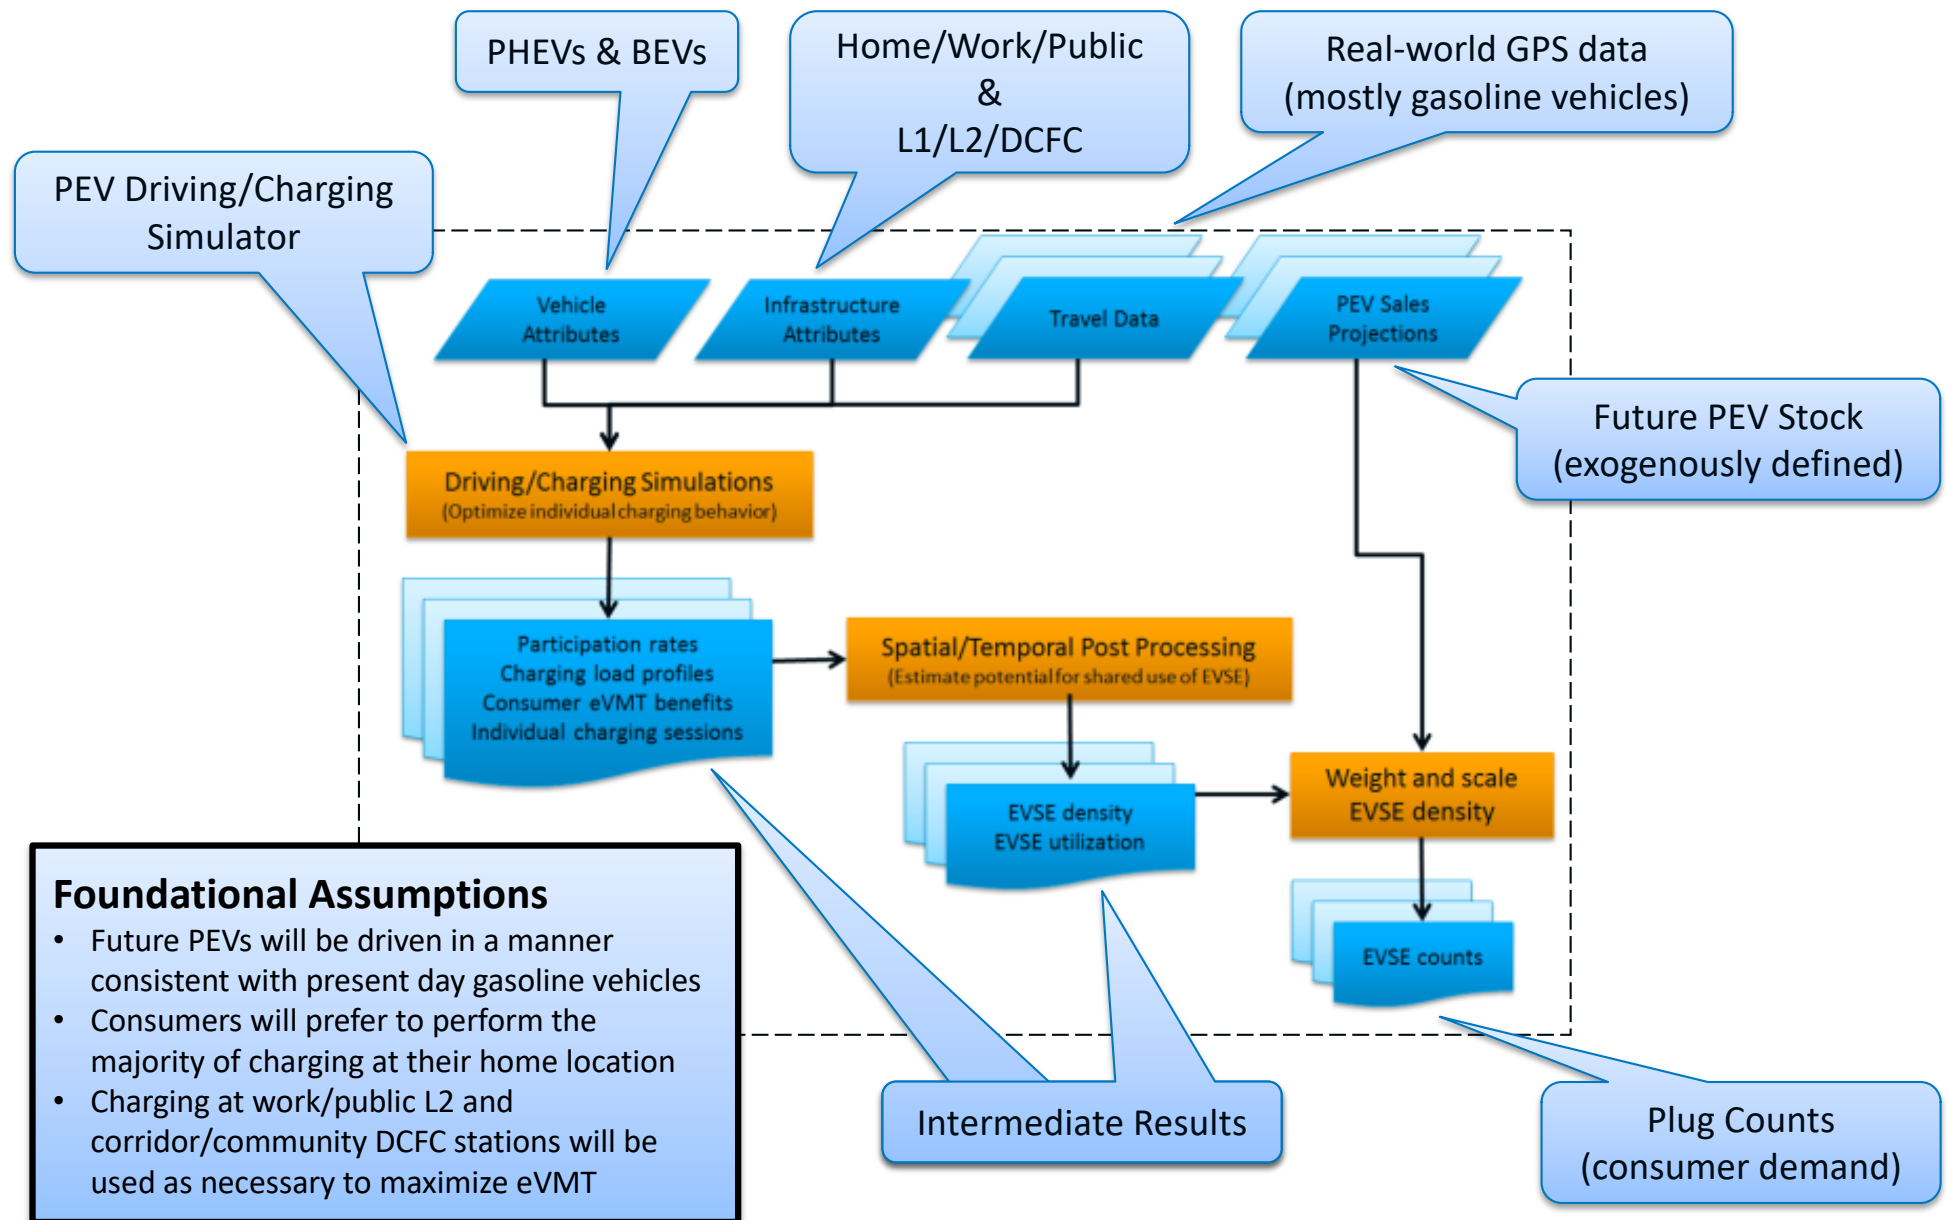 PHEVs & BEVs
Home/Work/Public
&
L1/L2/DCFC
Real-world GPS data
(mostly gasoline vehicles)
PEV Driving/Charging
Simulator
Vehicle
Attributes
Infrastructure
Attributes
Travel Data
PEV Sales
Projections
Future PEV Stock
(exogenously defined)
Driving/Charging Simulations
(Optimize individual charging behavior)
Participation rates
Charging load profiles
Consumer eVMT benefits
Individual charging sessions
Spatial/Temporal Post Processing
(Estimate potential for shared use of EVSE)
EVSE density
EVSE utilization
Weight and scale
EVSE density
EVSE counts
Foundational Assumptions
• Future PEVs will be driven in a manner
consistent with present day gasoline vehicles
• Consumers will prefer to perform the
majority of charging at their home location
• Charging at work/public L2 and
corridor/community DCFC stations will be
used as necessary to maximize eVMT
Intermediate Results
Plug Counts
(consumer demand)